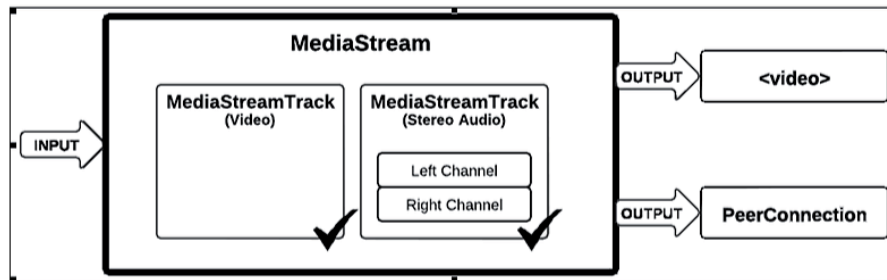 MediaStream
MediaStreamTrack
(Video)
MediaStreamTrack
(Stereo Audio)
Left Channel
Right Channel
INPUT
OUTPUT
<video>
OUTPUT
PeerConnection